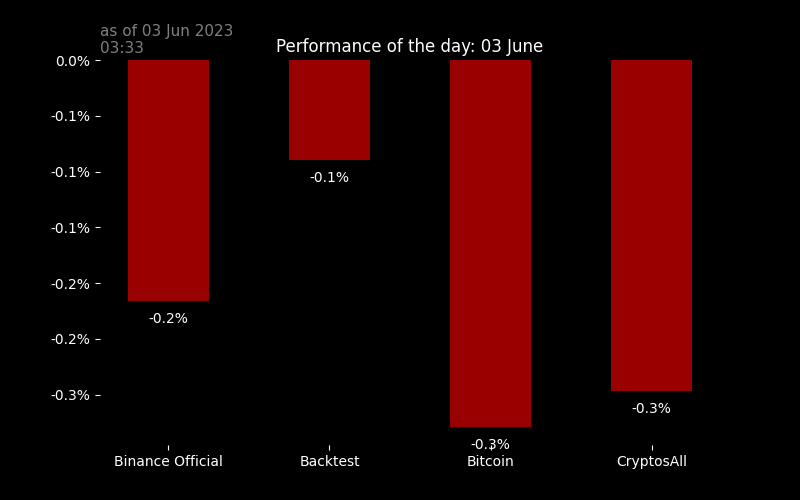 as of 03 Jun 2023
03:33
Performance of the day: 03 June
0.0%
-0.1%
-0.1%
-0.1%
-0.2%
-0.2%
-0.3%
-0.2%
-0.1%
-0.3%
-0.3%
Binance Official
Backtest
Bitcoin
CryptosAll